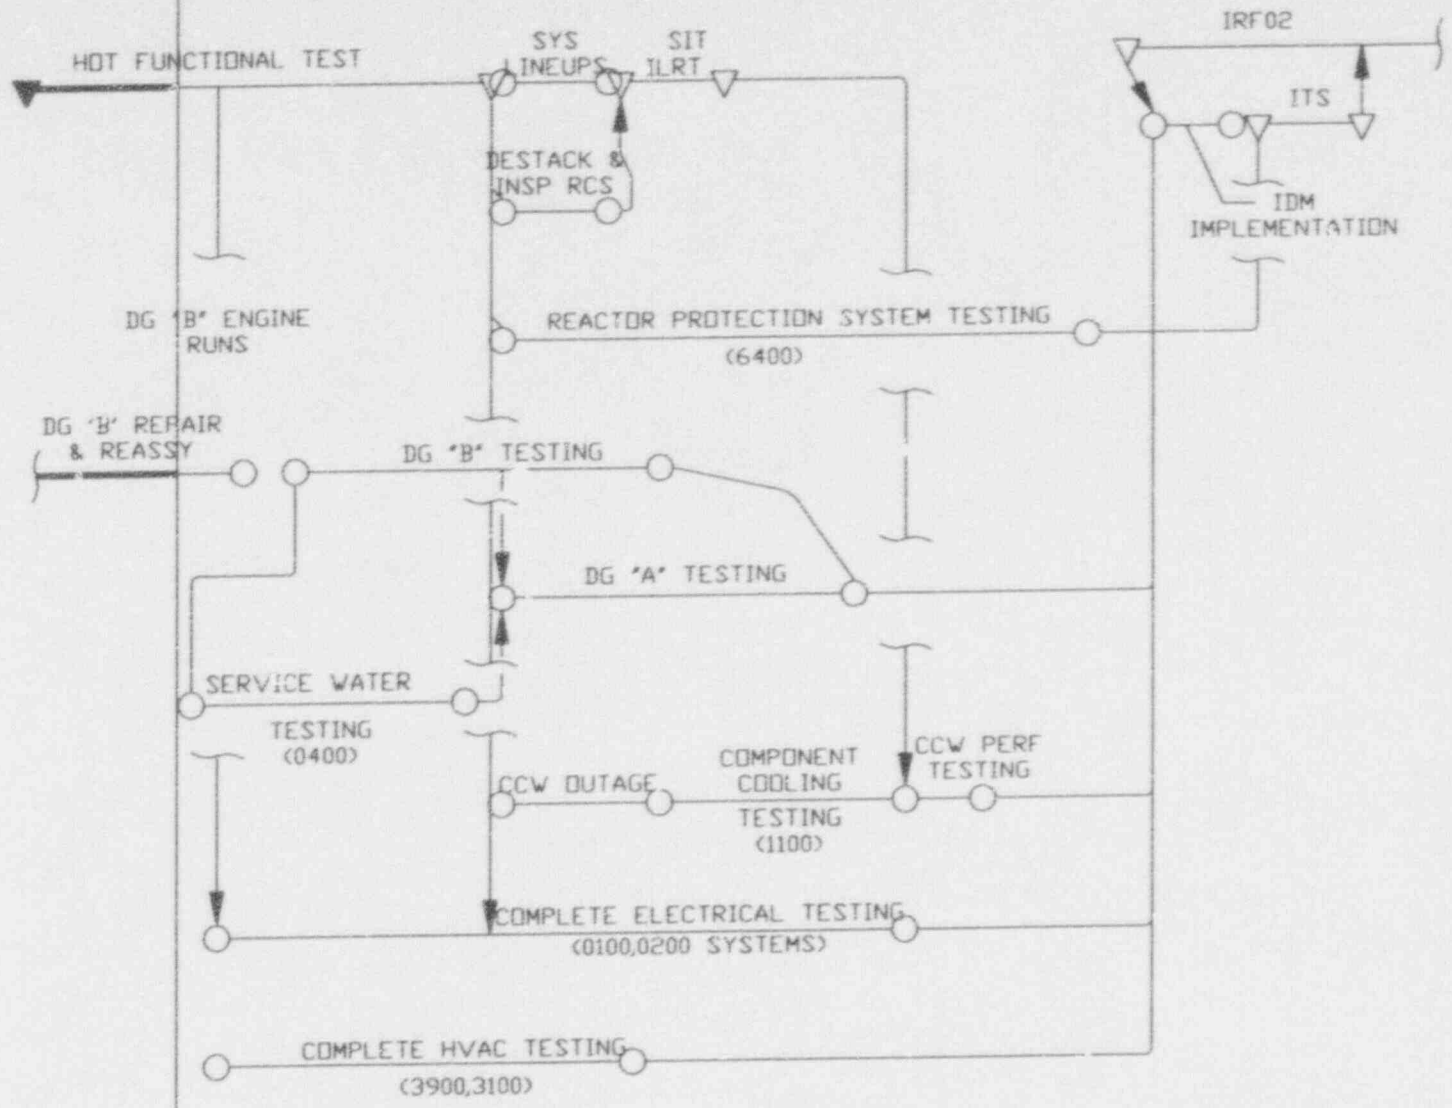 IRF02
HOT FUNCTIONAL TEST
SYS
LINEUPS
SIT
ILRT
ITS
DESTACK &
INSP RCS
IDM
IMPLEMENTATION
DG "B" ENGINE
RUNS
REACTOR PROTECTION SYSTEM TESTING
(6400)
DG "B" REPAIR
& REASSY
DG "B" TESTING
DG "A" TESTING
SERVICE WATER
TESTING
(0400)
CCW OUTAGE
COMPONENT
COOLING
TESTING
(1100)
CCW PERF
TESTING
COMPLETE ELECTRICAL TESTING
(0100,0200 SYSTEMS)
COMPLETE HVAC TESTING
(3900,3100)